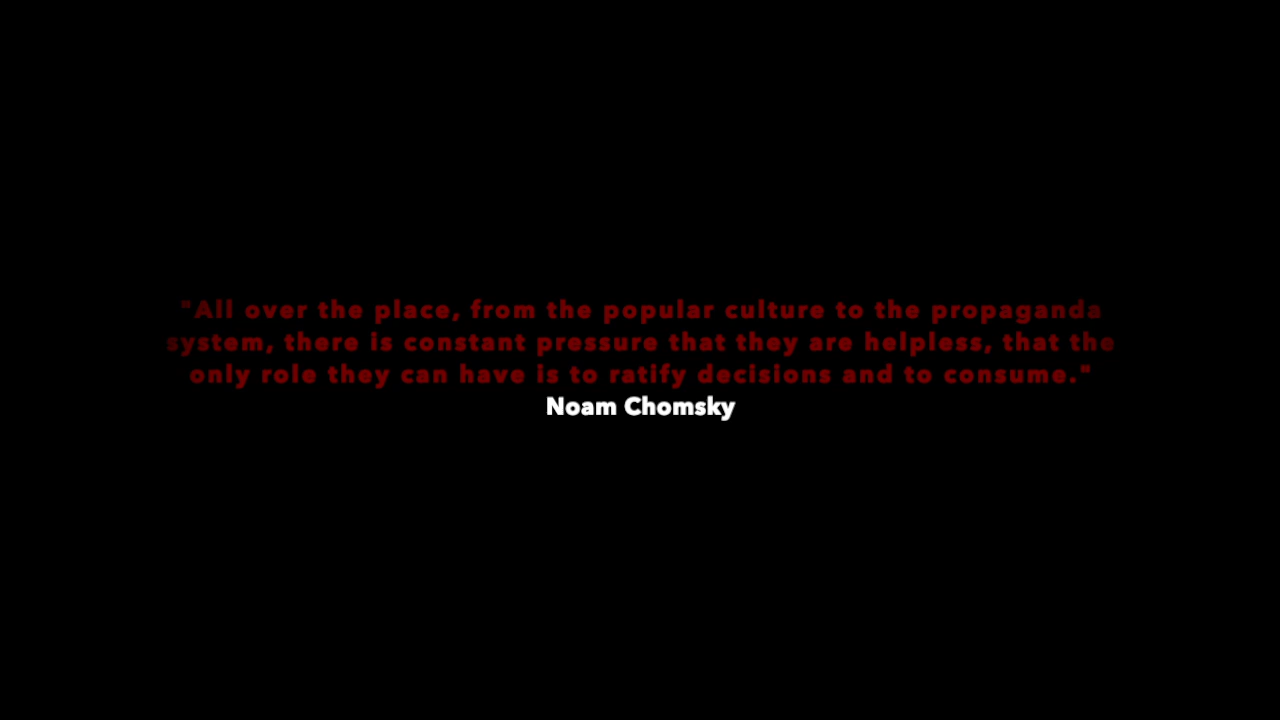 "All over the place, from the popular culture to the propaganda
system, there is constant pressure that they are helpless, that the
only role they can have is to ratify decisions and to consume."
Noam Chomsky